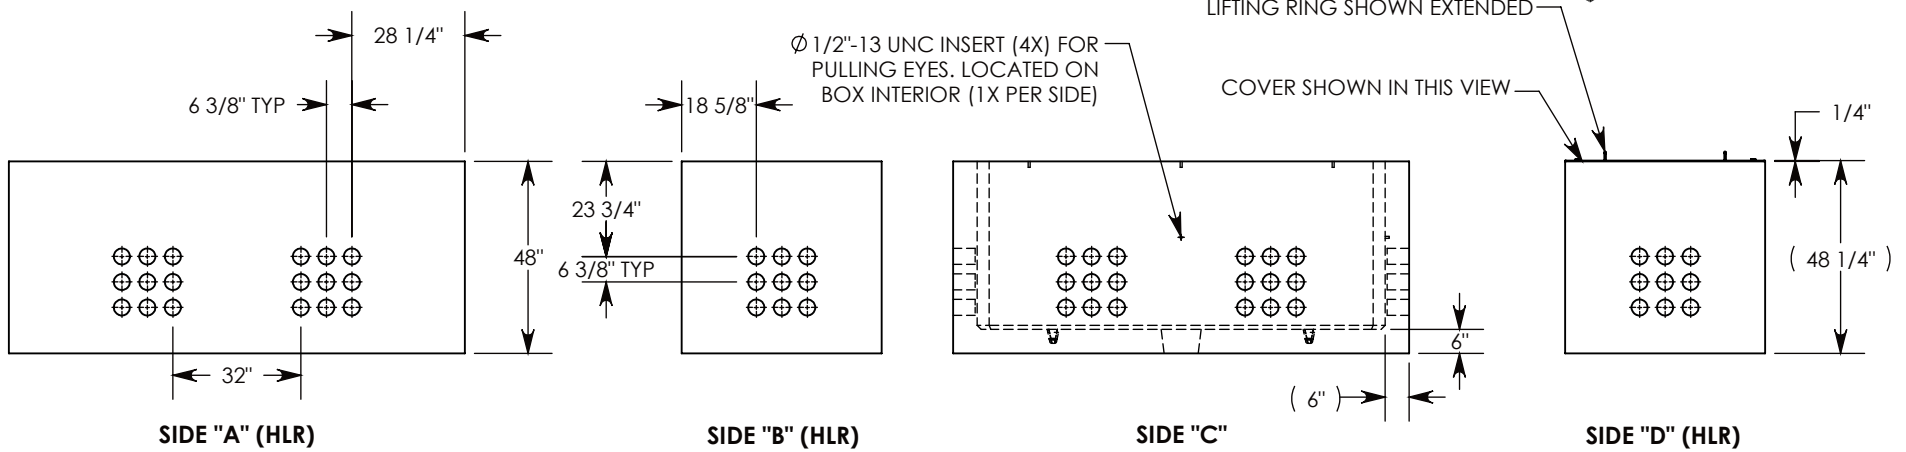 28 1/4"
6 3/8" TYP
48"
32"
SIDE "A" (HLR)
18 5/8"
23 3/4"
6 3/8" TYP
SIDE "B" (HLR)
Ø 1/2"-13 UNC INSERT (4X) FOR
PULLING EYES. LOCATED ON
BOX INTERIOR (1X PER SIDE)
6"
( 6" )
SIDE "C"
LIFTING RING SHOWN EXTENDED
COVER SHOWN IN THIS VIEW
1/4"
( 48 1/4" )
SIDE "D" (HLR)